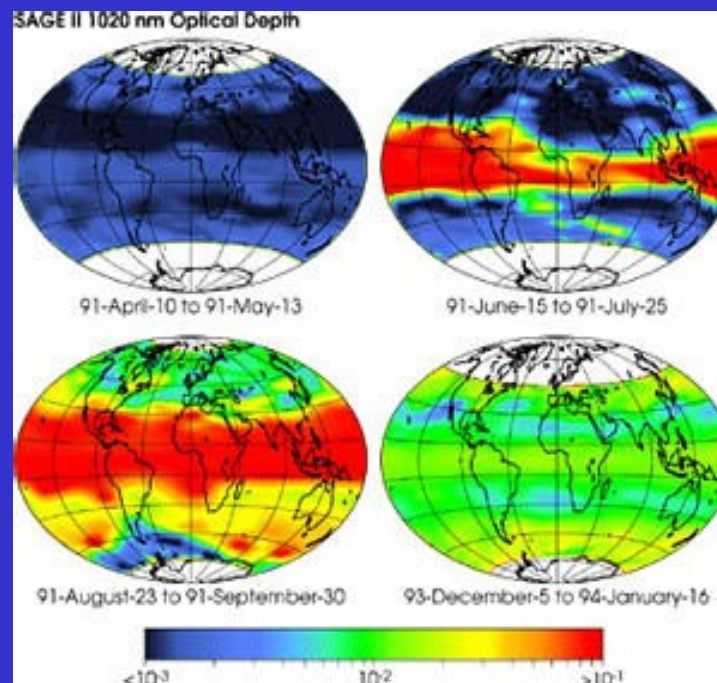 SAGE II 1020 nm Optical Depth
91-April-10 to 91-May-13
91-June-15 to 91-July-25
91-August-23 to 91-September-30
93-December-5 to 94-January-16
<10⁻³
10⁻²
>10⁻¹